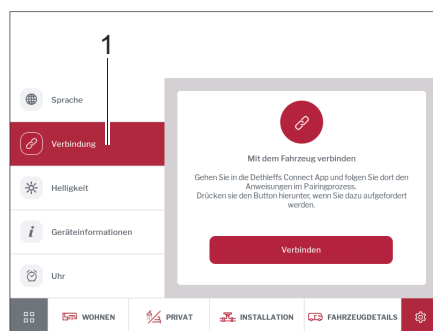 1
Sprache
Verbindung
Helligkeit
Geräteinformationen
Uhr
Mit dem Fahrzeug verbinden
Gehen Sie in die Dethleffs Connect App und folgen Sie dort den
Anweisungen im Pairingprozess.
Drücken sie den Button hierunter, wenn Sie dazu aufgefordert
werden.
Verbinden
WOHNEN
PRIVAT
INSTALLATION
FAHRZEUGDETAILS